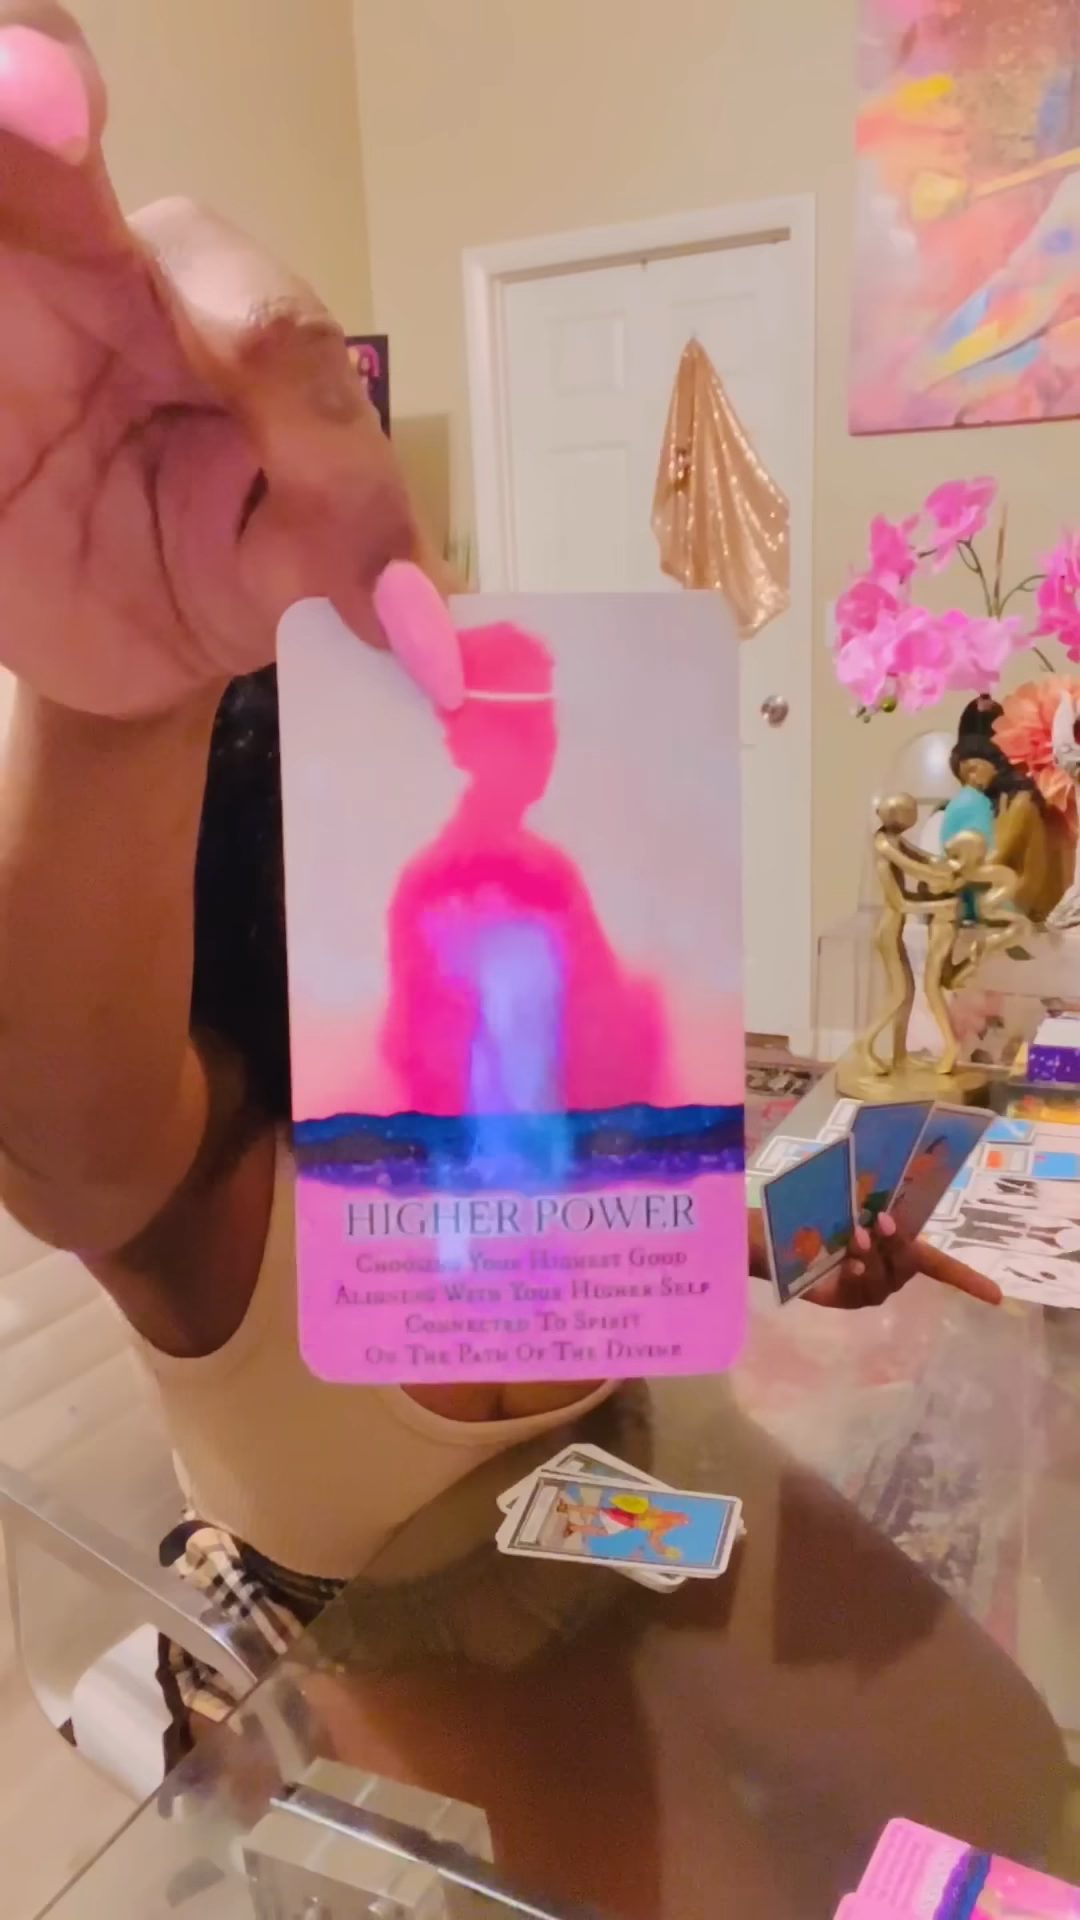 HIGHER POWER
CHOOSING YOUR HIGHEST GOOD
ALIGNING WITH YOUR HIGHER SELF
CONNECTED TO SPIRIT
ON THE PATH OF THE DIVINE